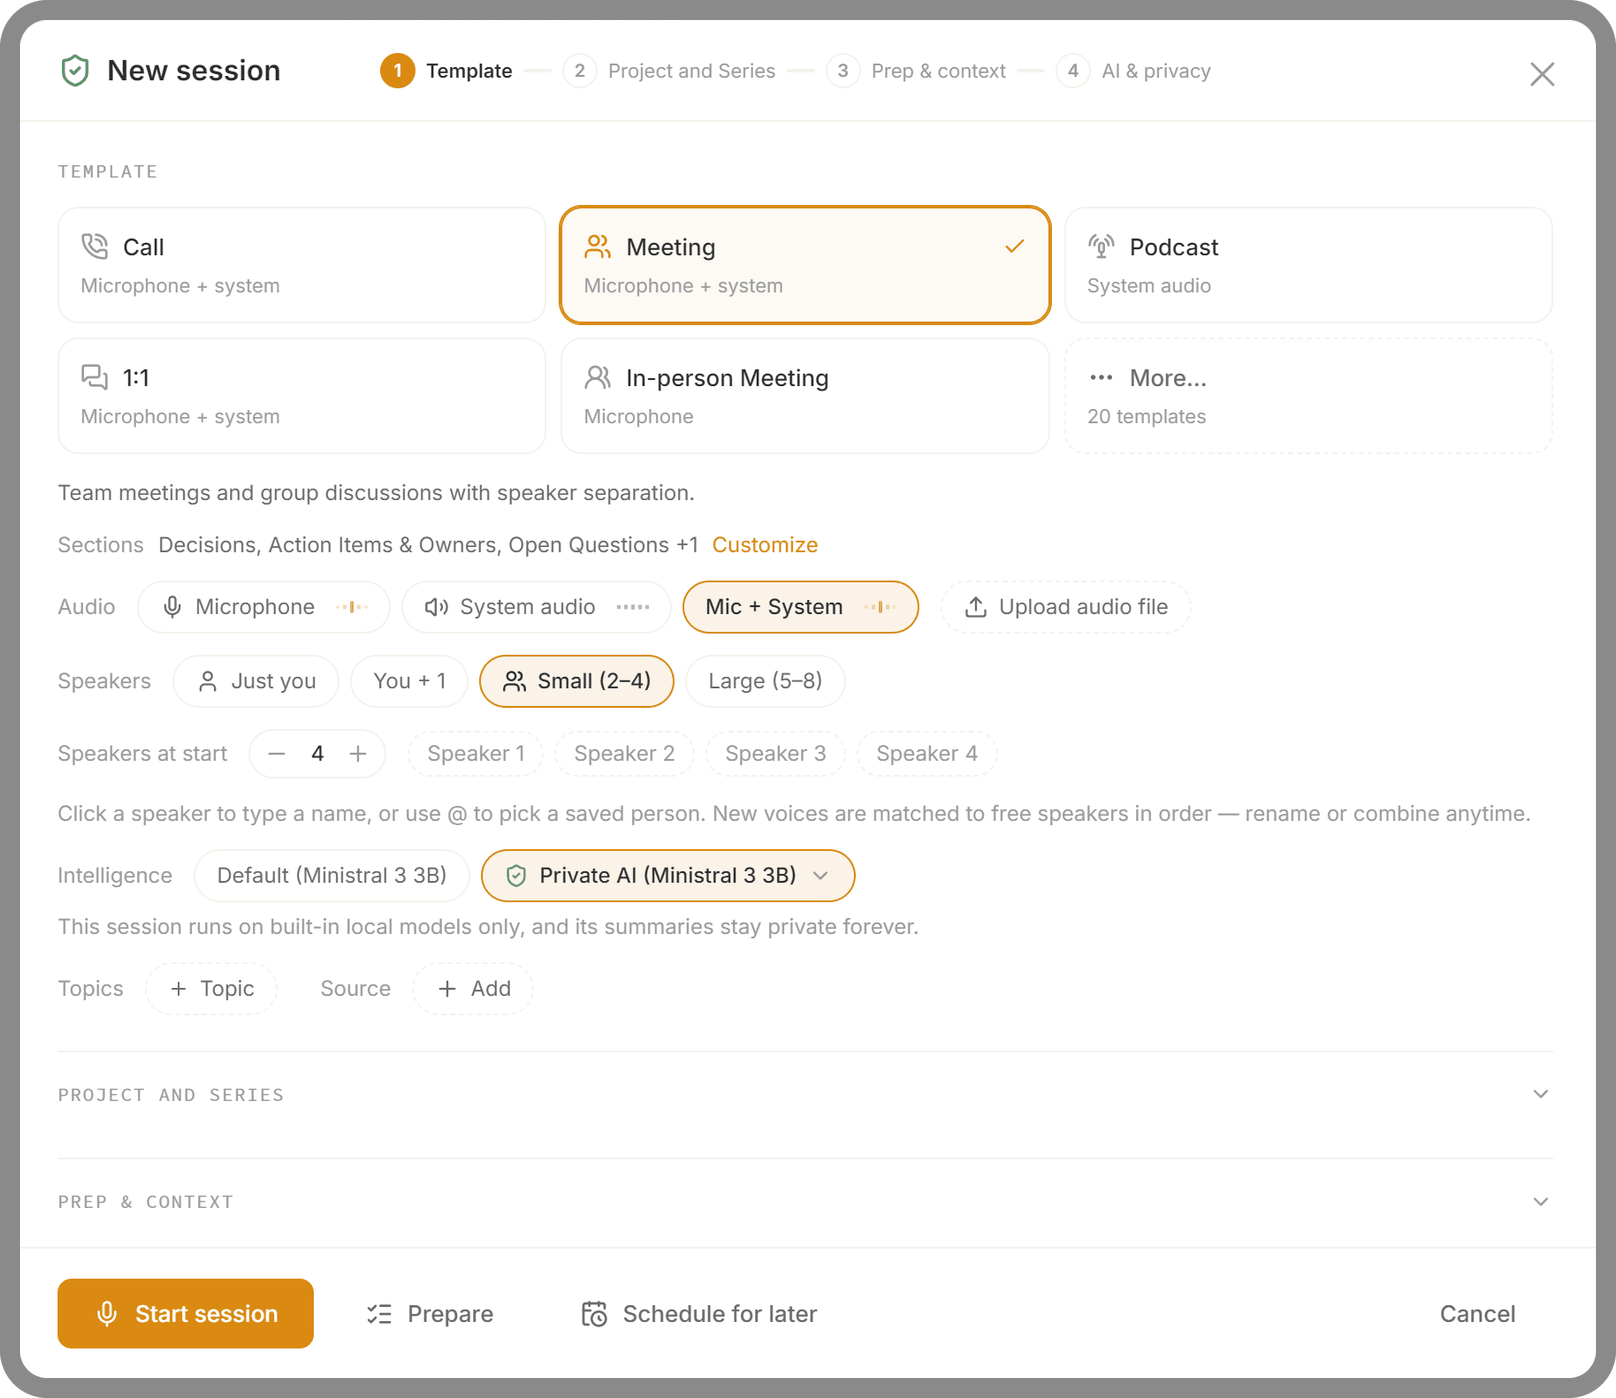 New session
1 Template 2 Project and Series 3 Prep & context 4 AI & privacy
TEMPLATE
Call
Microphone + system
Meeting
Microphone + system
Podcast
System audio
1:1
Microphone + system
In-person Meeting
Microphone
More...
20 templates
Team meetings and group discussions with speaker separation.
Sections Decisions, Action Items & Owners, Open Questions +1 Customize
Audio Microphone System audio Mic + System Upload audio file
Speakers Just you You + 1 Small (2–4) Large (5–8)
Speakers at start − 4 + Speaker 1 Speaker 2 Speaker 3 Speaker 4
Click a speaker to type a name, or use @ to pick a saved person. New voices are matched to free speakers in order — rename or combine anytime.
Intelligence Default (Ministral 3 3B) Private AI (Ministral 3 3B)
This session runs on built-in local models only, and its summaries stay private forever.
Topics + Topic Source + Add
PROJECT AND SERIES
PREP & CONTEXT
Start session Prepare Schedule for later Cancel